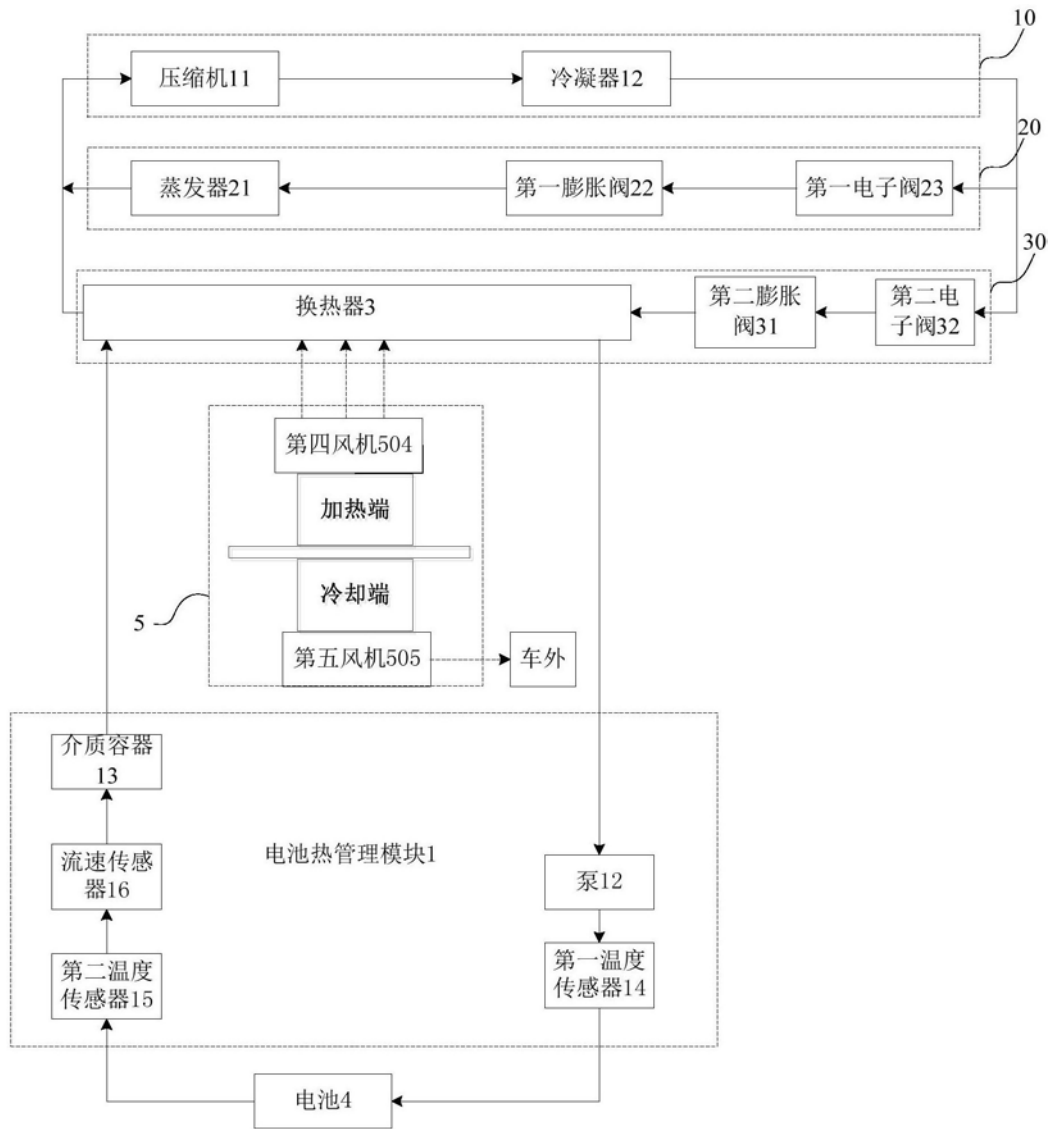 10
压缩机11
冷凝器12
20
蒸发器21
第一膨胀阀22
第一电子阀23
30
换热器3
第二膨胀
阀31
第二电
子阀32
第四风机504
加热端
冷却端
5
第五风机505
车外
介质容器
13
电池热管理模块1
流速传感
器16
泵12
第二温度
传感器15
第一温度
传感器14
电池4